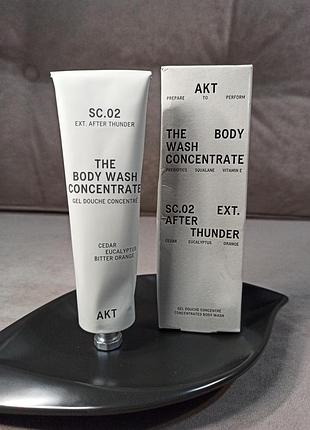 SC.02
EXT. AFTER THUNDER
THE
BODY WASH
CONCENTRATE
GEL DOUCHE CONCENTRÉ
CEDAR
EUCALYPTUS
BITTER ORANGE
AKT
AKT
PREPARE TO PERFORM
THE BODY
WASH
CONCENTRATE
PREBIOTICS SQUALANE VITAMIN E
SC.02 EXT.
AFTER
THUNDER
CEDAR EUCALYPTUS ORANGE
GEL DOUCHE CONCENTRÉ
CONCENTRATED BODY WASH